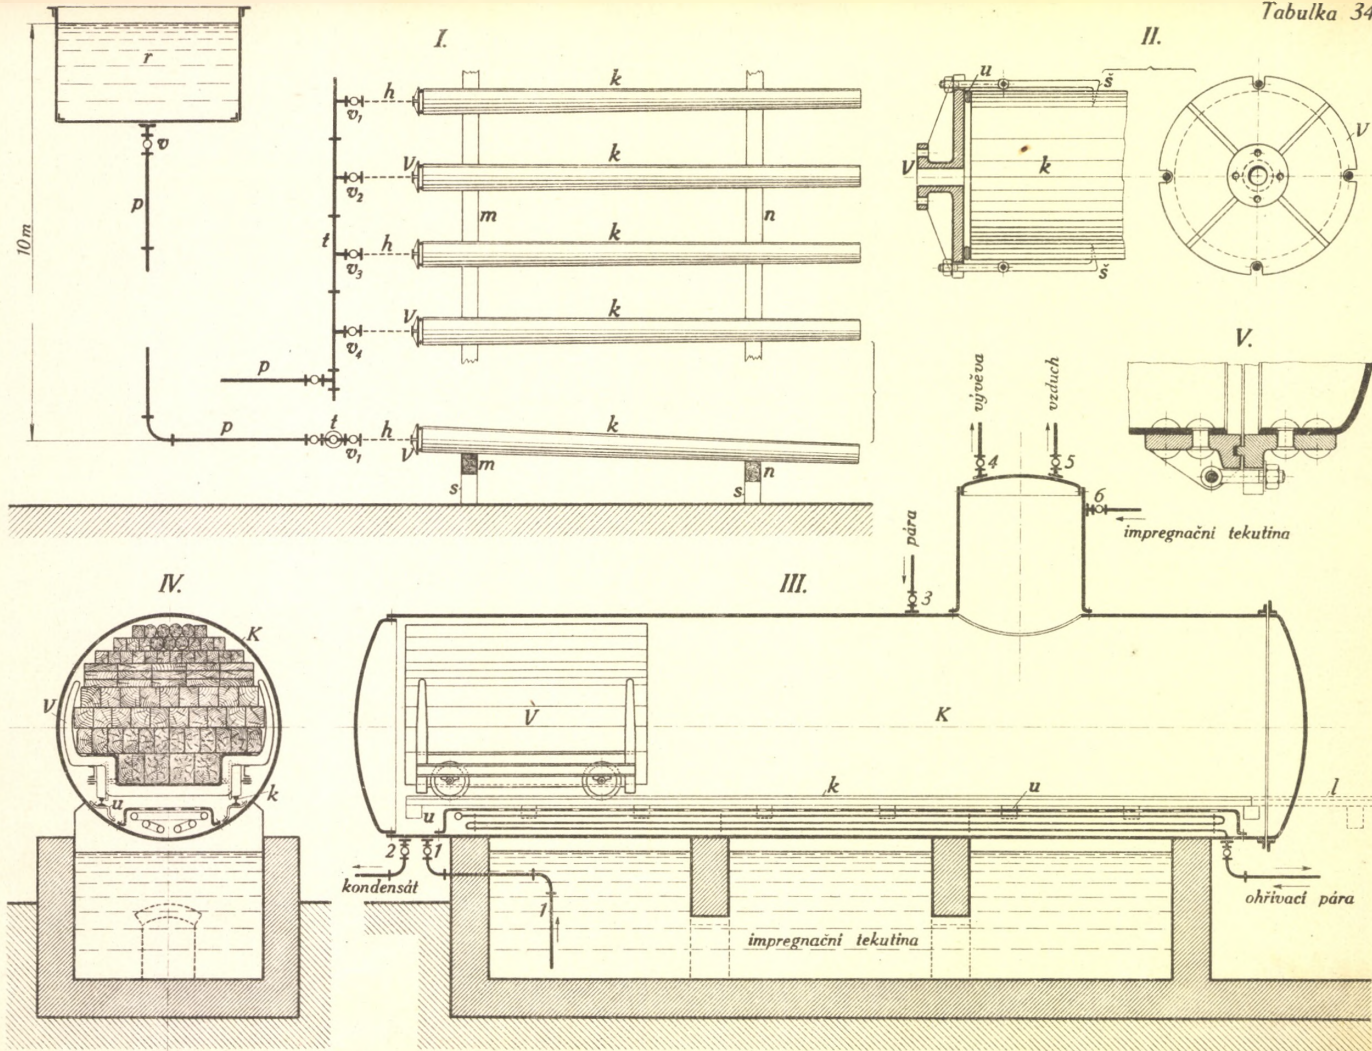 Tabulka 34
I.
II.
r
v
p
10m
t
v₁
h
k
v₂
h
V
k
m
n
v₃
h
k
v₄
V
k
p
p
t
v₁
h
V
k
m
n
s
s
u
š
V
k
š
V
V.
vývěva
vzduch
4
5
6
impregnační tekutina
pára
3
IV.
III.
K
V
u
k
V
K
k
u
l
u
2
1
kondensát
1
impregnační tekutina
ohřívací pára